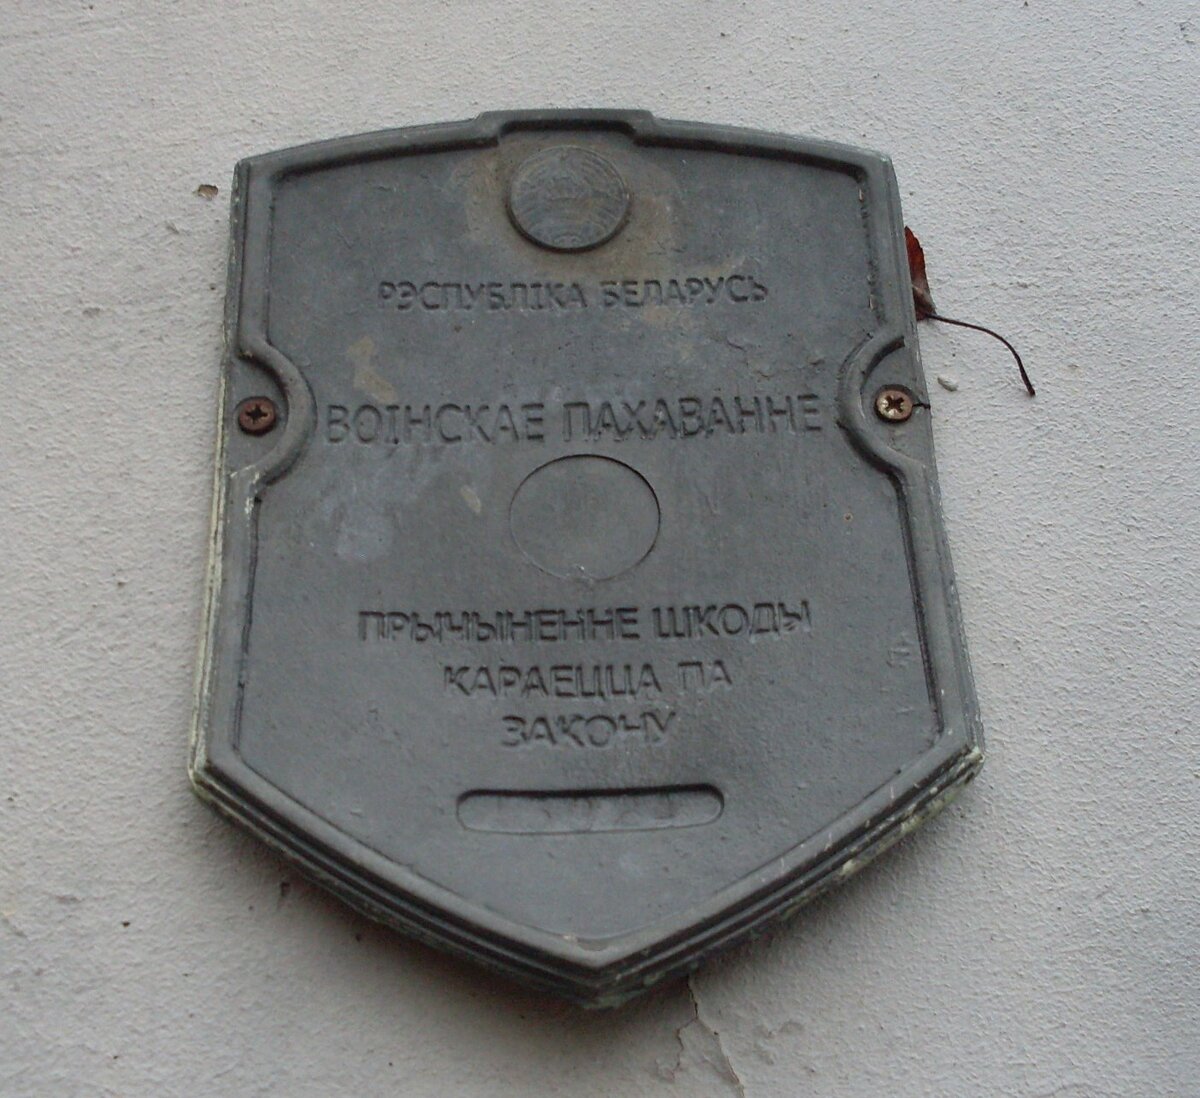 РЭСПУБЛІКА БЕЛАРУСЬ
ВОІНСКАЕ ПАХАВАННЕ
ПРЫЧЫНЕННЕ ШКОДЫ
КАРАЕЦЦА ПА
ЗАКОНУ